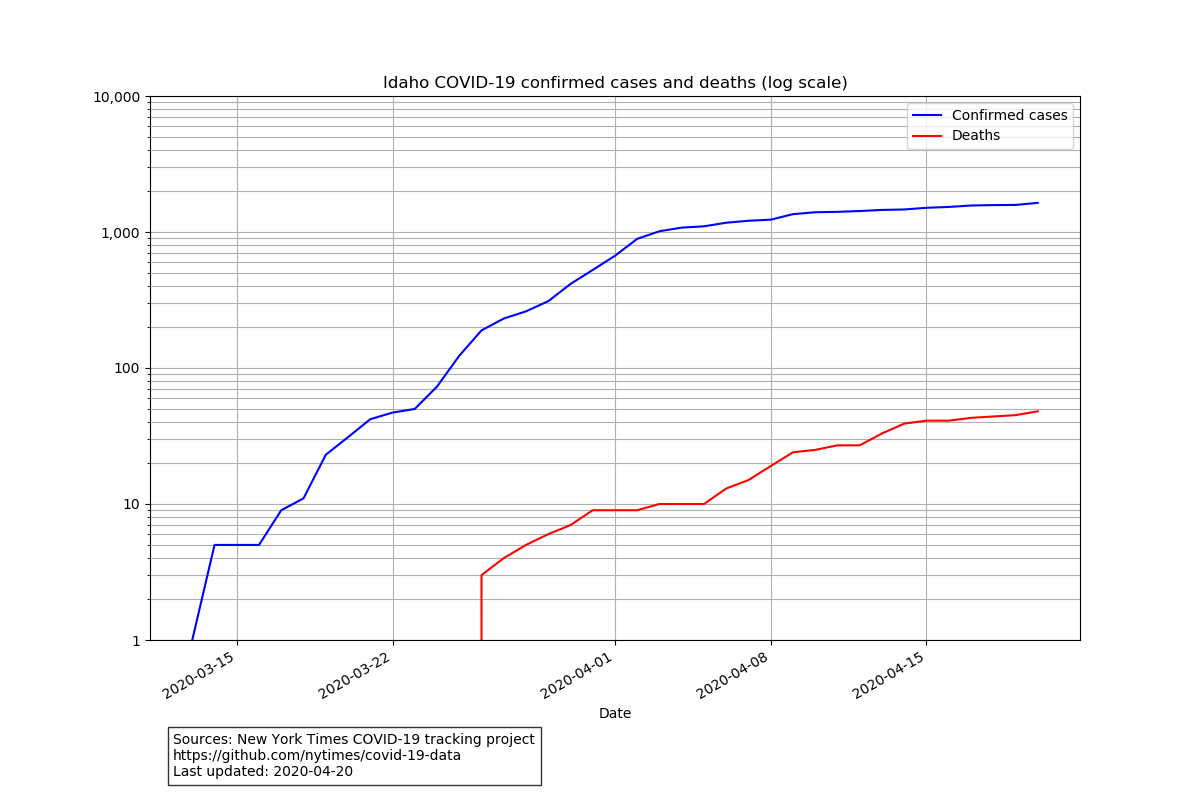 Idaho COVID-19 confirmed cases and deaths (log scale)
10,000
1,000
100
10
1
Confirmed cases
Deaths
2020-03-15
2020-03-22
2020-04-01
2020-04-08
2020-04-15
Date
Sources: New York Times COVID-19 tracking project
https://github.com/nytimes/covid-19-data
Last updated: 2020-04-20